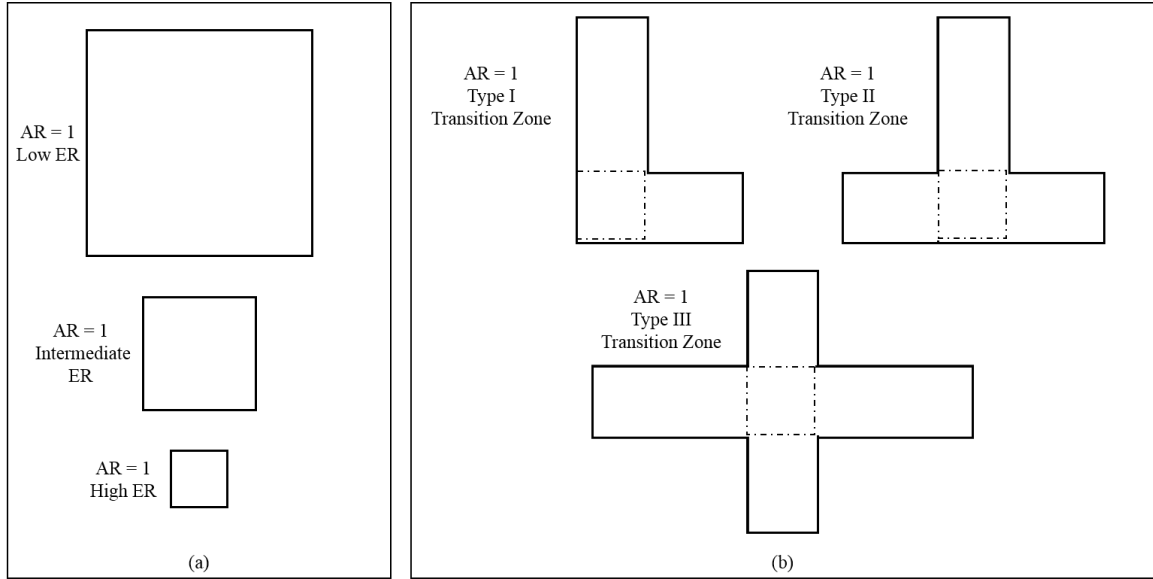 AR = 1
Low ER
AR = 1
Intermediate
ER
AR = 1
High ER
(a)
AR = 1
Type I
Transition Zone
AR = 1
Type II
Transition Zone
AR = 1
Type III
Transition Zone
(b)